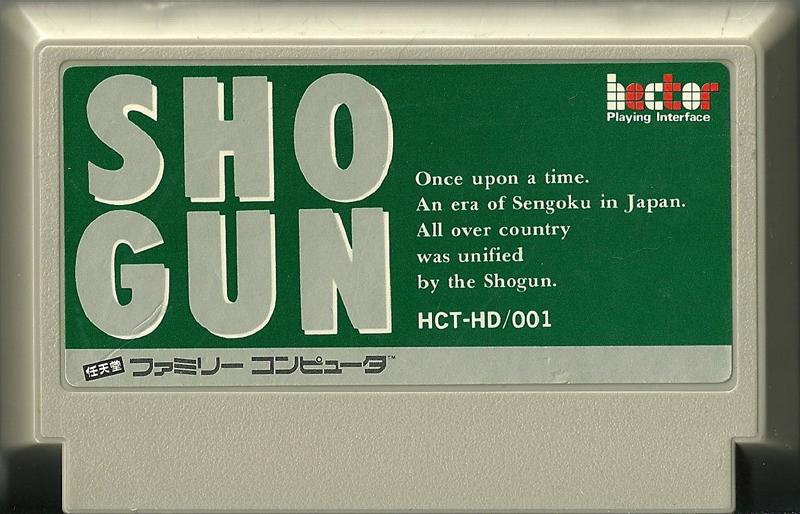 SHO
GUN
hector
Playing Interface
Once upon a time.
An era of Sengoku in Japan.
All over country
was unified
by the Shogun.
HCT-HD/001
任天堂 ファミリー コンピュータ™